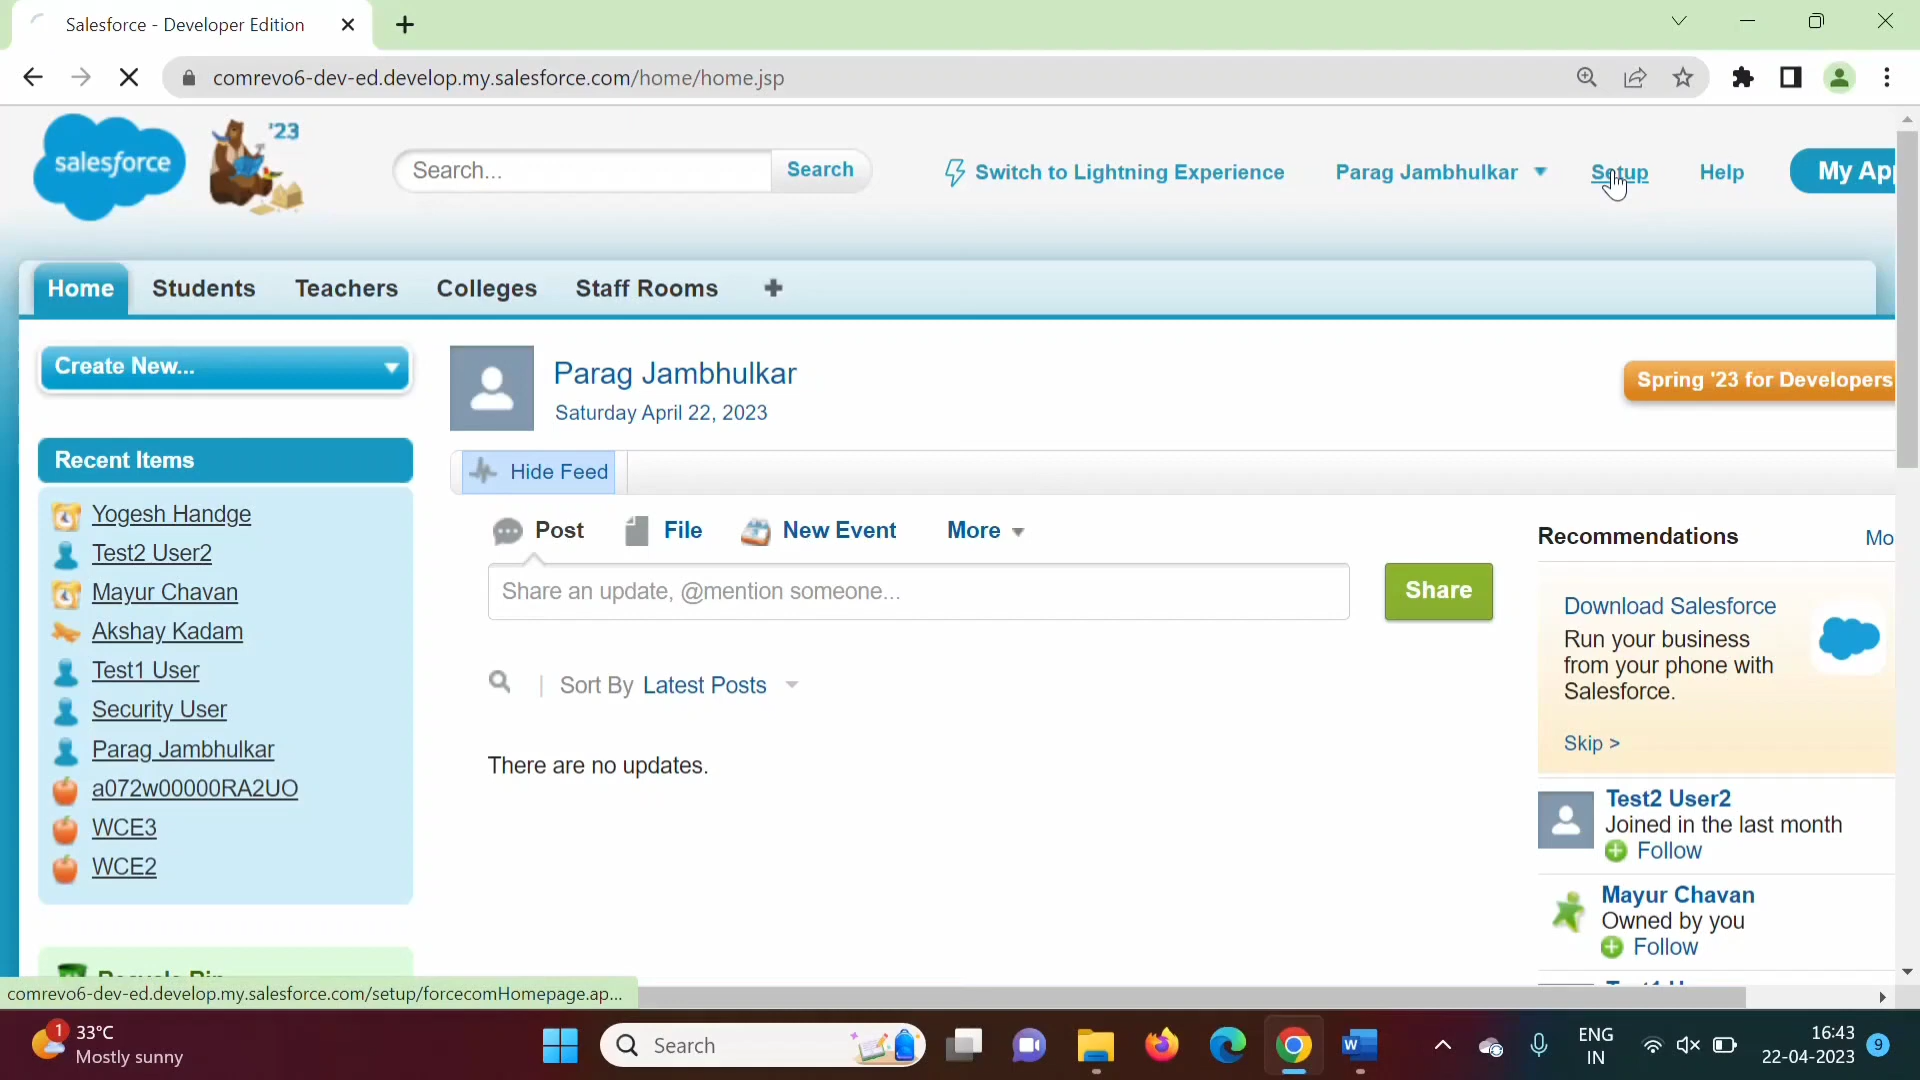 Salesforce - Developer Edition
comrevo6-dev-ed.develop.my.salesforce.com/home/home.jsp
salesforce
'23
Search...
Search
Switch to Lightning Experience
Parag Jambhulkar
Setup
Help
My App
Home
Students
Teachers
Colleges
Staff Rooms
Create New...
Parag Jambhulkar
Saturday April 22, 2023
Spring '23 for Developers
Recent Items
Hide Feed
Yogesh Handge
Test2 User2
Mayur Chavan
Akshay Kadam
Test1 User
Security User
Parag Jambhulkar
a072w00000RA2UO
WCE3
WCE2
Post
File
New Event
More
Share an update, @mention someone...
Share
Sort By Latest Posts
There are no updates.
Recommendations
Mo
Download Salesforce
Run your business
from your phone with
Salesforce.
Skip >
Test2 User2
Joined in the last month
Follow
Mayur Chavan
Owned by you
Follow
Recycle Bin
comrevo6-dev-ed.develop.my.salesforce.com/setup/forcecomHomepage.ap...
1
33°C
Mostly sunny
Search
ENG
IN
16:43
22-04-2023
9